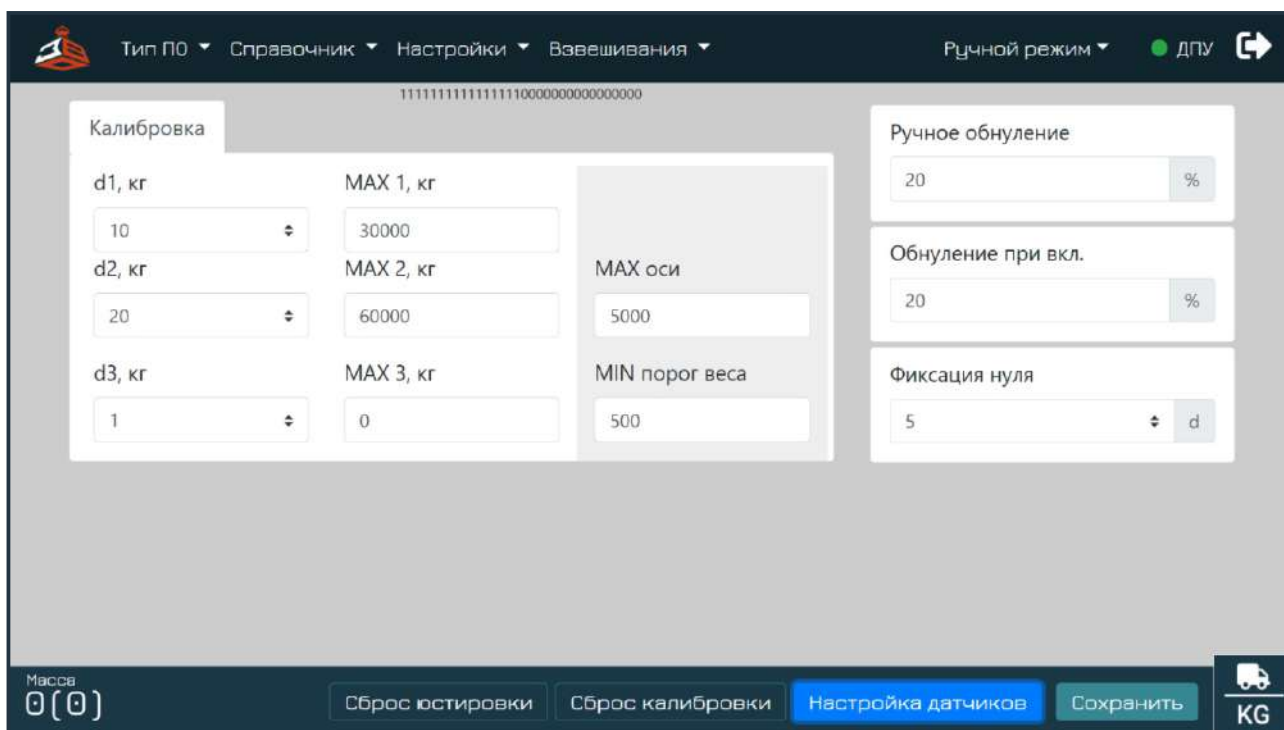 Тип ПО Справочник Настройки Взвешивания Ручной режим ДПУ
1111111111111111110000000000000000
Калибровка
d1, кг MAX 1, кг
10 30000
d2, кг MAX 2, кг MAX оси
20 60000 5000
d3, кг MAX 3, кг MIN порог веса
1 0 500
Ручное обнуление
20 %
Обнуление при вкл.
20 %
Фиксация нуля
5 d
Масса
0(0)
Сброс юстировки Сброс калибровки Настройка датчиков Сохранить
KG